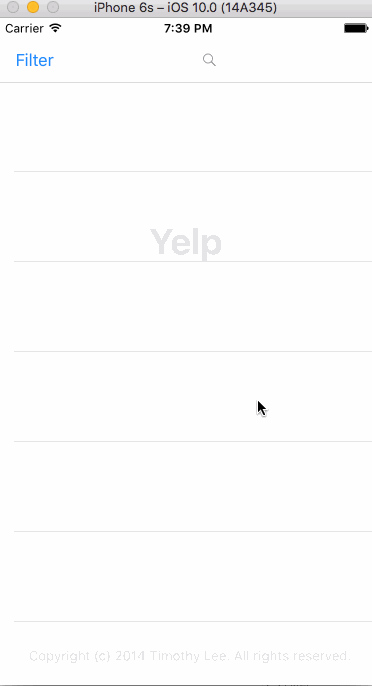 iPhone 6s – iOS 10.0 (14A345)
Carrier 7:39 PM
Filter
Yelp
Copyright (c) 2014 Timothy Lee. All rights reserved.